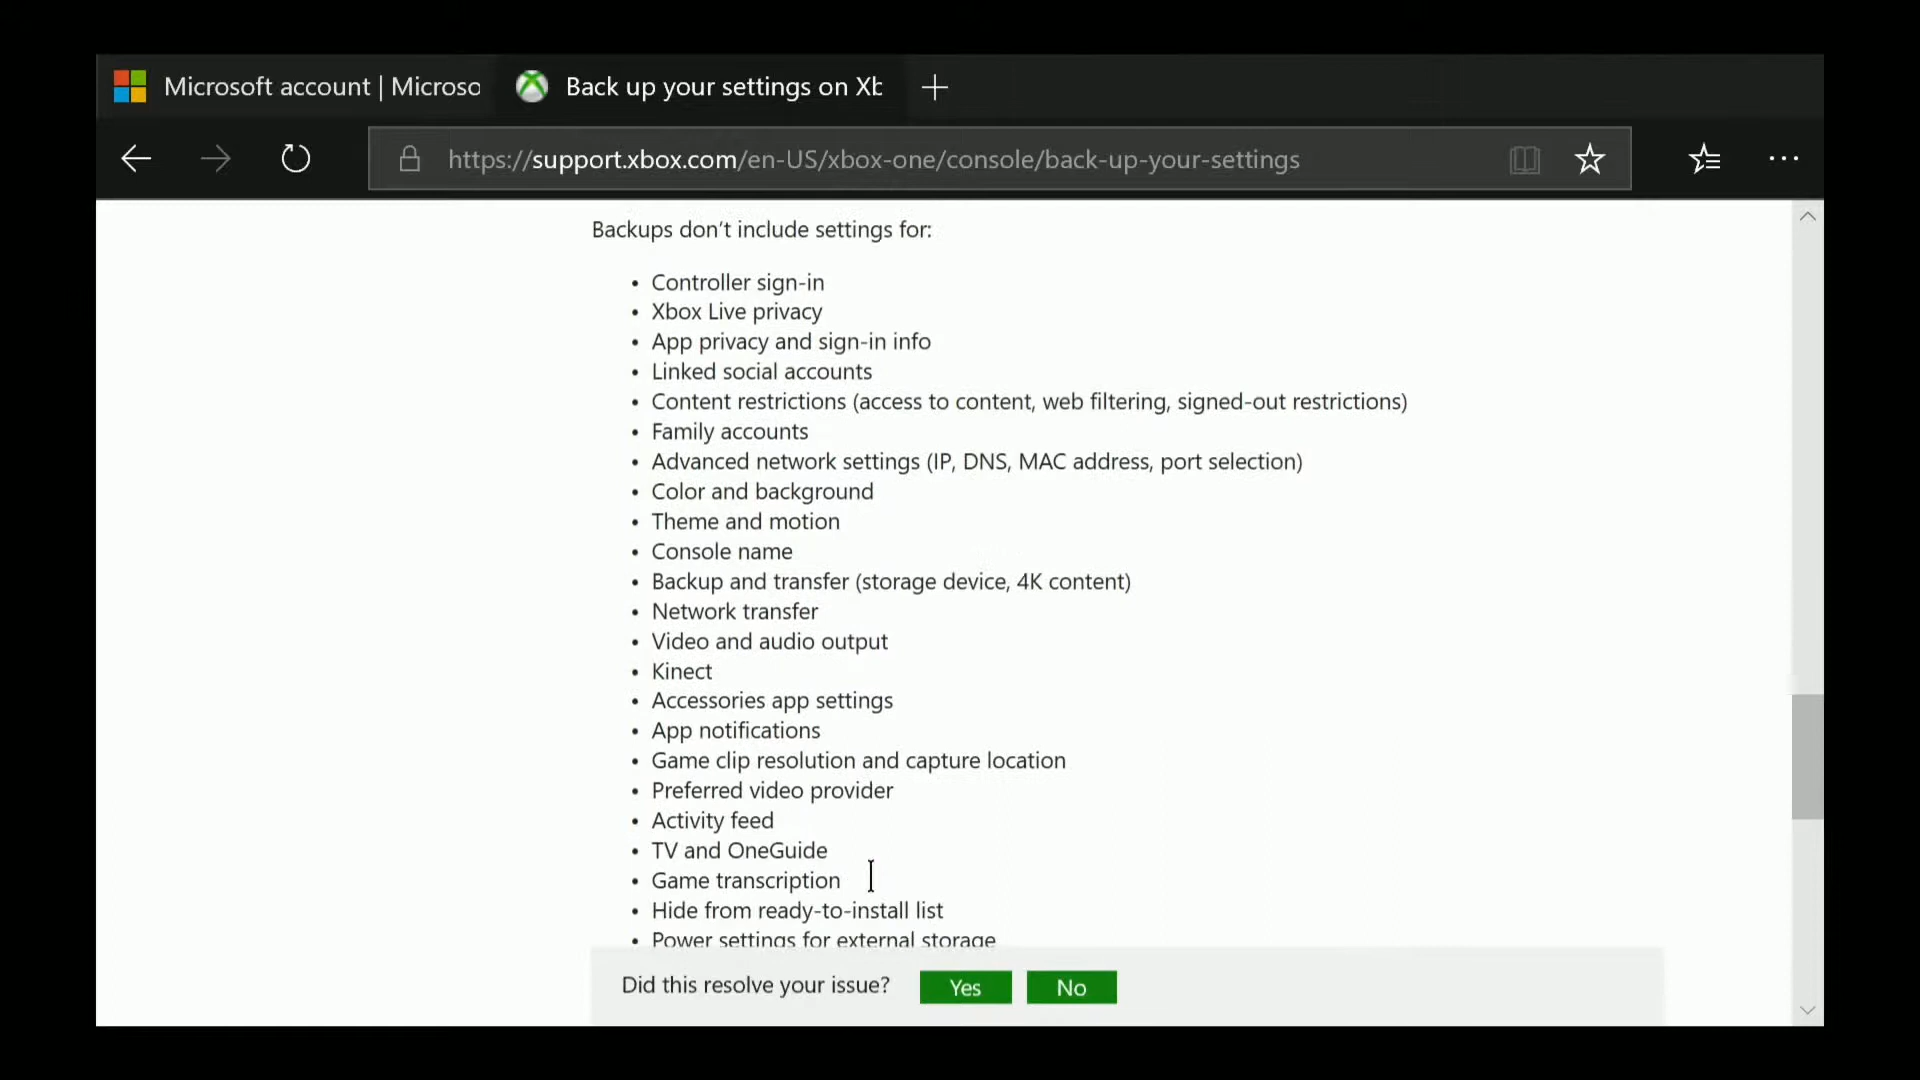 Microsoft account | Microso
Back up your settings on Xb
https://support.xbox.com/en-US/xbox-one/console/back-up-your-settings
Backups don’t include settings for:
• Controller sign-in
• Xbox Live privacy
• App privacy and sign-in info
• Linked social accounts
• Content restrictions (access to content, web filtering, signed-out restrictions)
• Family accounts
• Advanced network settings (IP, DNS, MAC address, port selection)
• Color and background
• Theme and motion
• Console name
• Backup and transfer (storage device, 4K content)
• Network transfer
• Video and audio output
• Kinect
• Accessories app settings
• App notifications
• Game clip resolution and capture location
• Preferred video provider
• Activity feed
• TV and OneGuide
• Game transcription
• Hide from ready-to-install list
• Power settings for external storage
Did this resolve your issue? Yes No